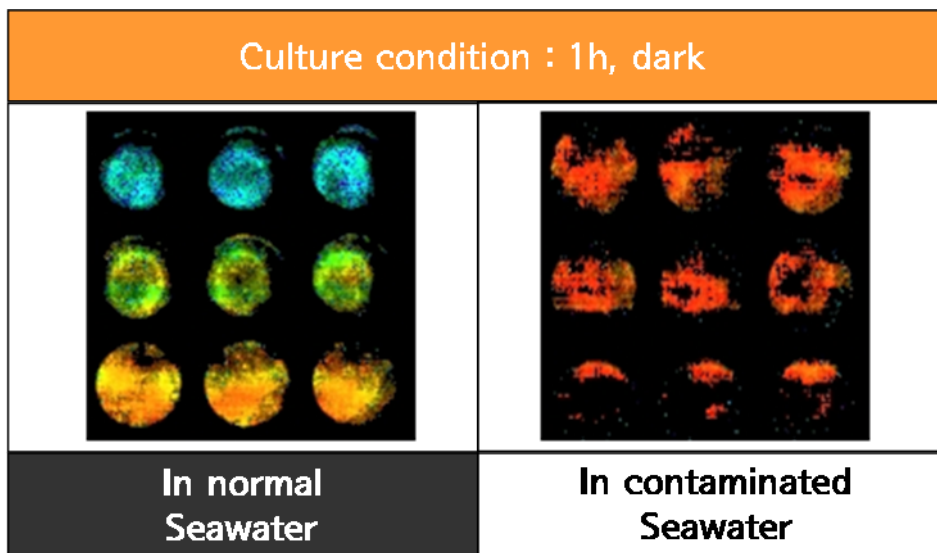 Culture condition : 1h, dark
In normal
Seawater
In contaminated
Seawater